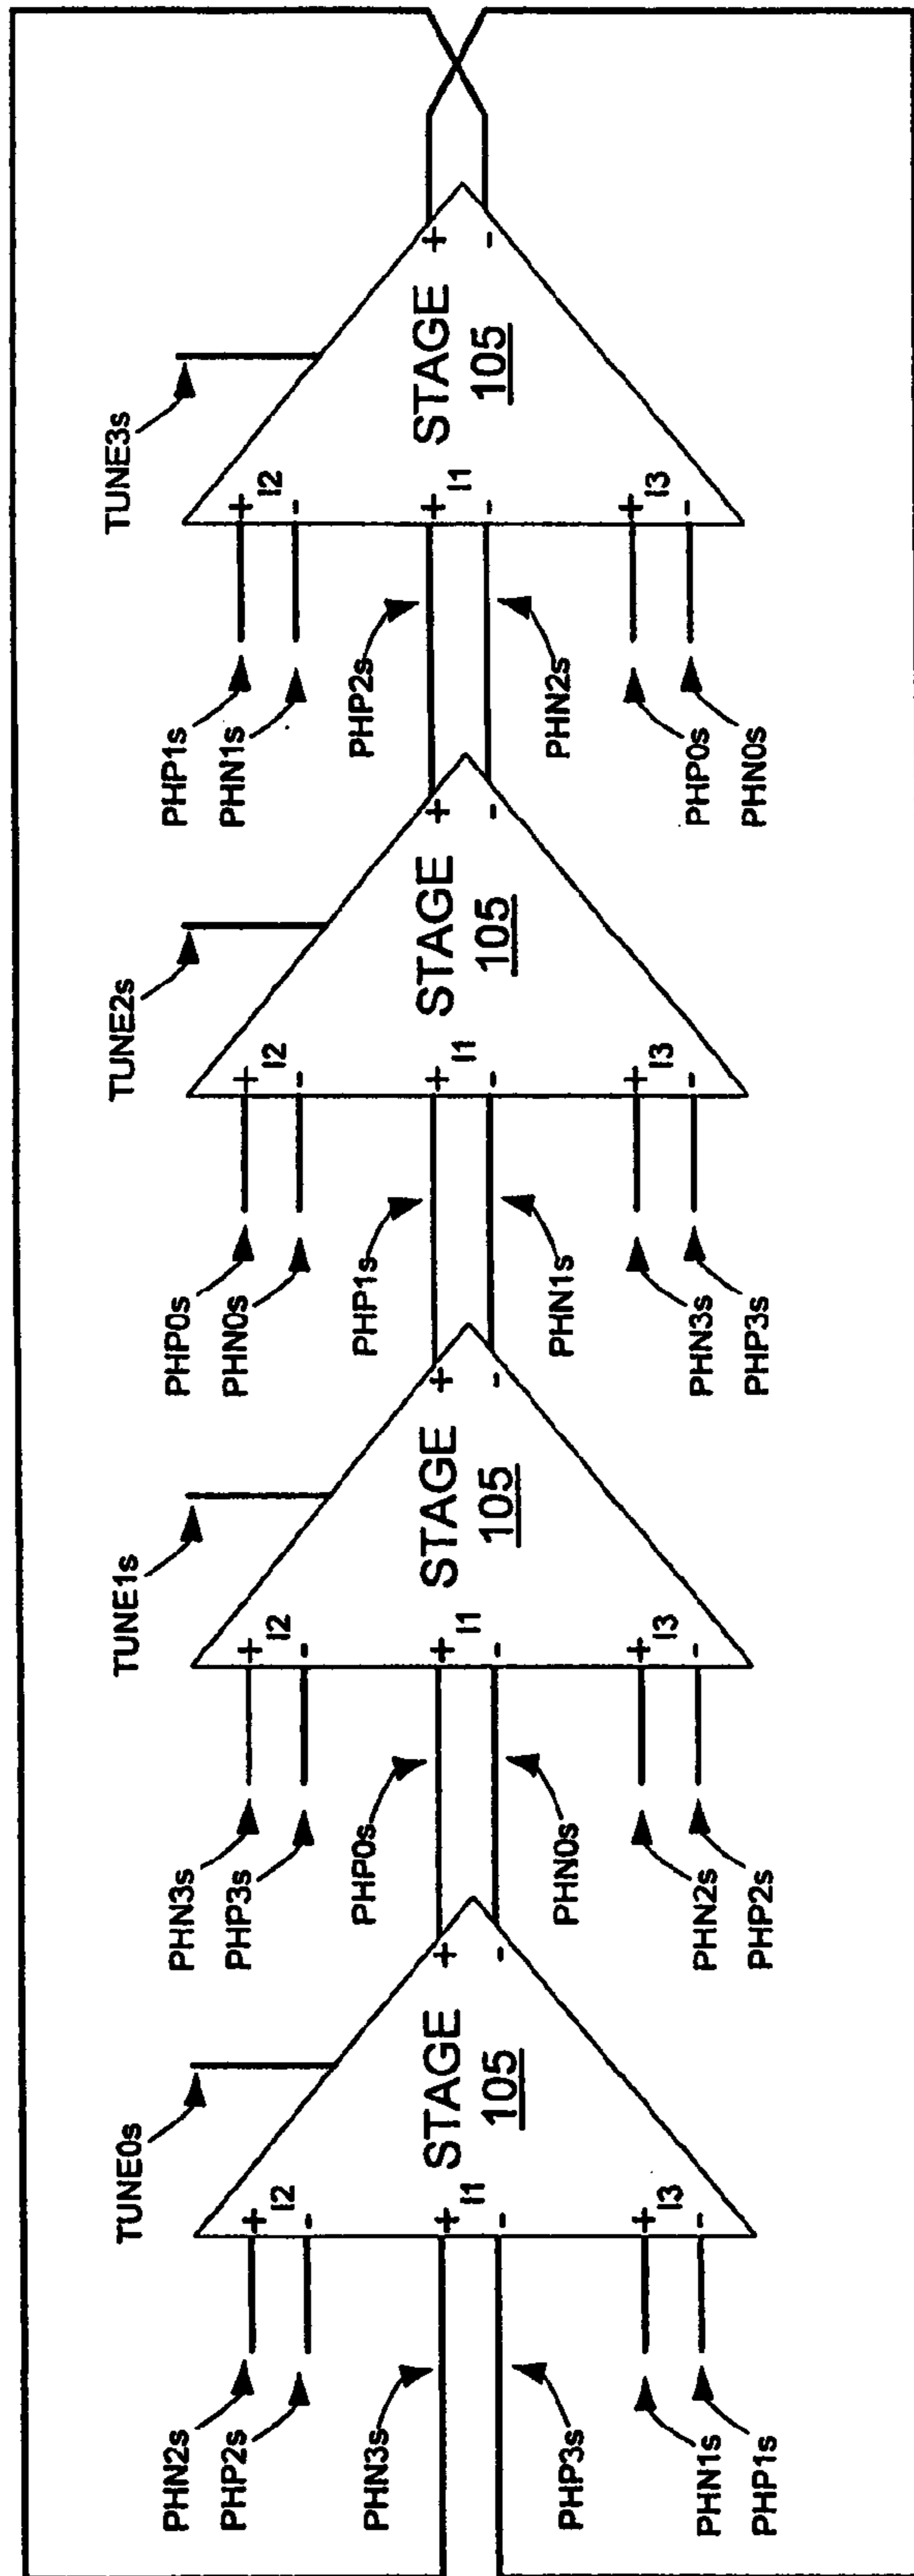 TUNE0s
TUNE1s
TUNE2s
TUNE3s
PHN2s
PHP2s
+
I2
-
PHN3s
PHP3s
+
I1
-
PHN1s
PHP1s
+
I3
-
STAGE
105
+
-
PHN3s
PHP3s
+
I2
-
PHP0s
PHN0s
+
I1
-
PHN2s
PHP2s
+
I3
-
STAGE
105
+
-
PHP0s
PHN0s
+
I2
-
PHP1s
PHN1s
+
I1
-
PHN3s
PHP3s
+
I3
-
STAGE
105
+
-
PHP1s
PHN1s
+
I2
-
PHP2s
PHN2s
+
I1
-
PHP0s
PHN0s
+
I3
-
STAGE
105
+
-